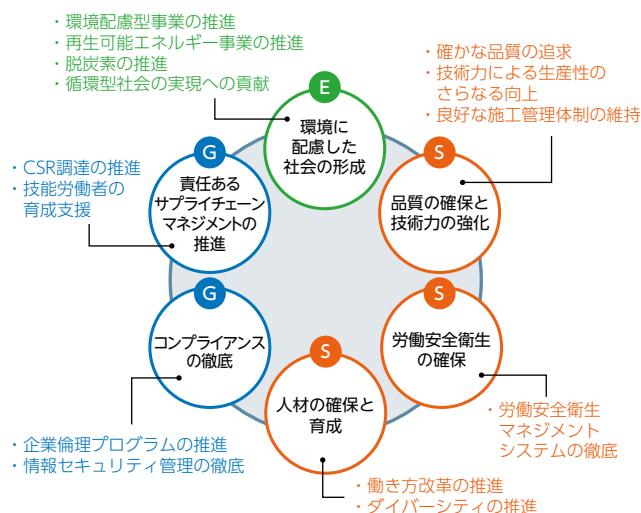 ・環境配慮型事業の推進
・再生可能エネルギー事業の推進
・脱炭素の推進
・循環型社会の実現への貢献
E
環境に
配慮した
社会の形成
・確かな品質の追求
・技術力による生産性の
さらなる向上
・良好な施工管理体制の維持
S
品質の確保と
技術力の強化
S
労働安全衛生
の確保
・労働安全衛生
マネジメント
システムの徹底
S
人材の確保と
育成
・働き方改革の推進
・ダイバーシティの推進
G
コンプライアンス
の徹底
・企業倫理プログラムの推進
・情報セキュリティ管理の徹底
G
責任ある
サプライチェーン
マネジメントの
推進
・CSR調達の推進
・技能労働者の
育成支援